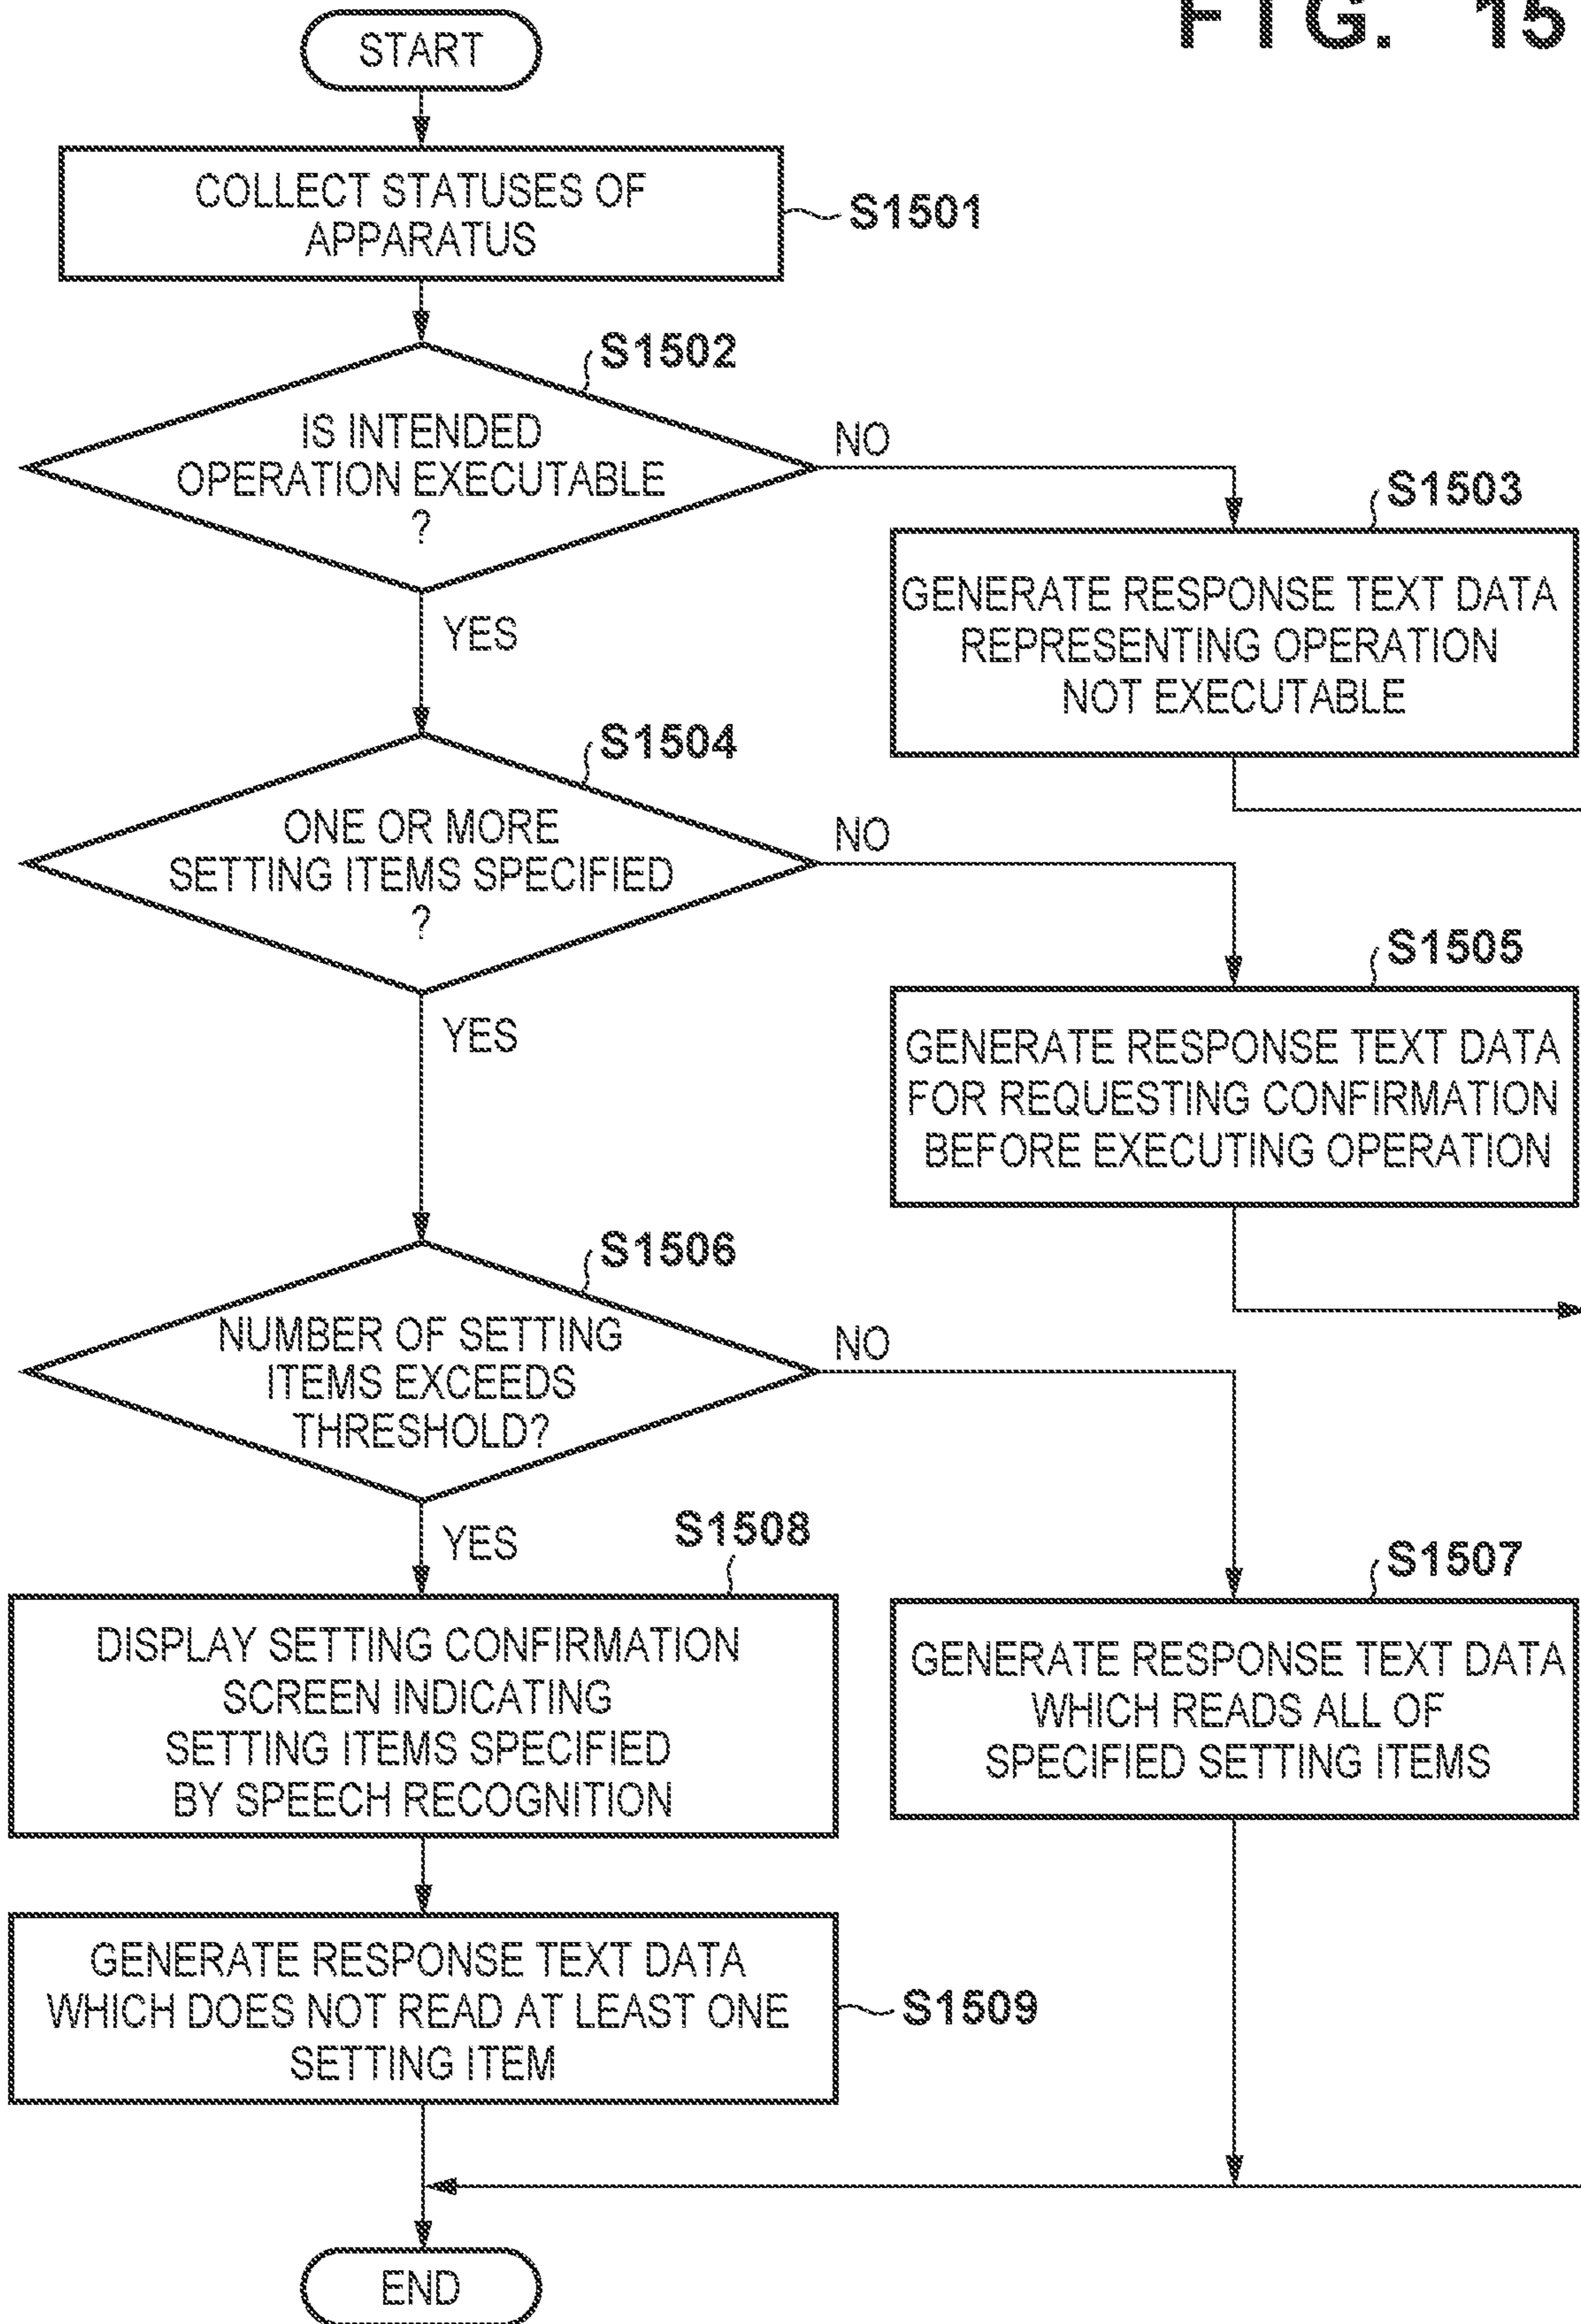 FIG. 15
START
COLLECT STATUSES OF
APPARATUS
S1501
S1502
IS INTENDED
OPERATION EXECUTABLE
?
NO
YES
S1503
GENERATE RESPONSE TEXT DATA
REPRESENTING OPERATION
NOT EXECUTABLE
S1504
ONE OR MORE
SETTING ITEMS SPECIFIED
?
NO
YES
S1505
GENERATE RESPONSE TEXT DATA
FOR REQUESTING CONFIRMATION
BEFORE EXECUTING OPERATION
S1506
NUMBER OF SETTING
ITEMS EXCEEDS
THRESHOLD?
NO
YES
S1508
DISPLAY SETTING CONFIRMATION
SCREEN INDICATING
SETTING ITEMS SPECIFIED
BY SPEECH RECOGNITION
S1507
GENERATE RESPONSE TEXT DATA
WHICH READS ALL OF
SPECIFIED SETTING ITEMS
GENERATE RESPONSE TEXT DATA
WHICH DOES NOT READ AT LEAST ONE
SETTING ITEM
S1509
END